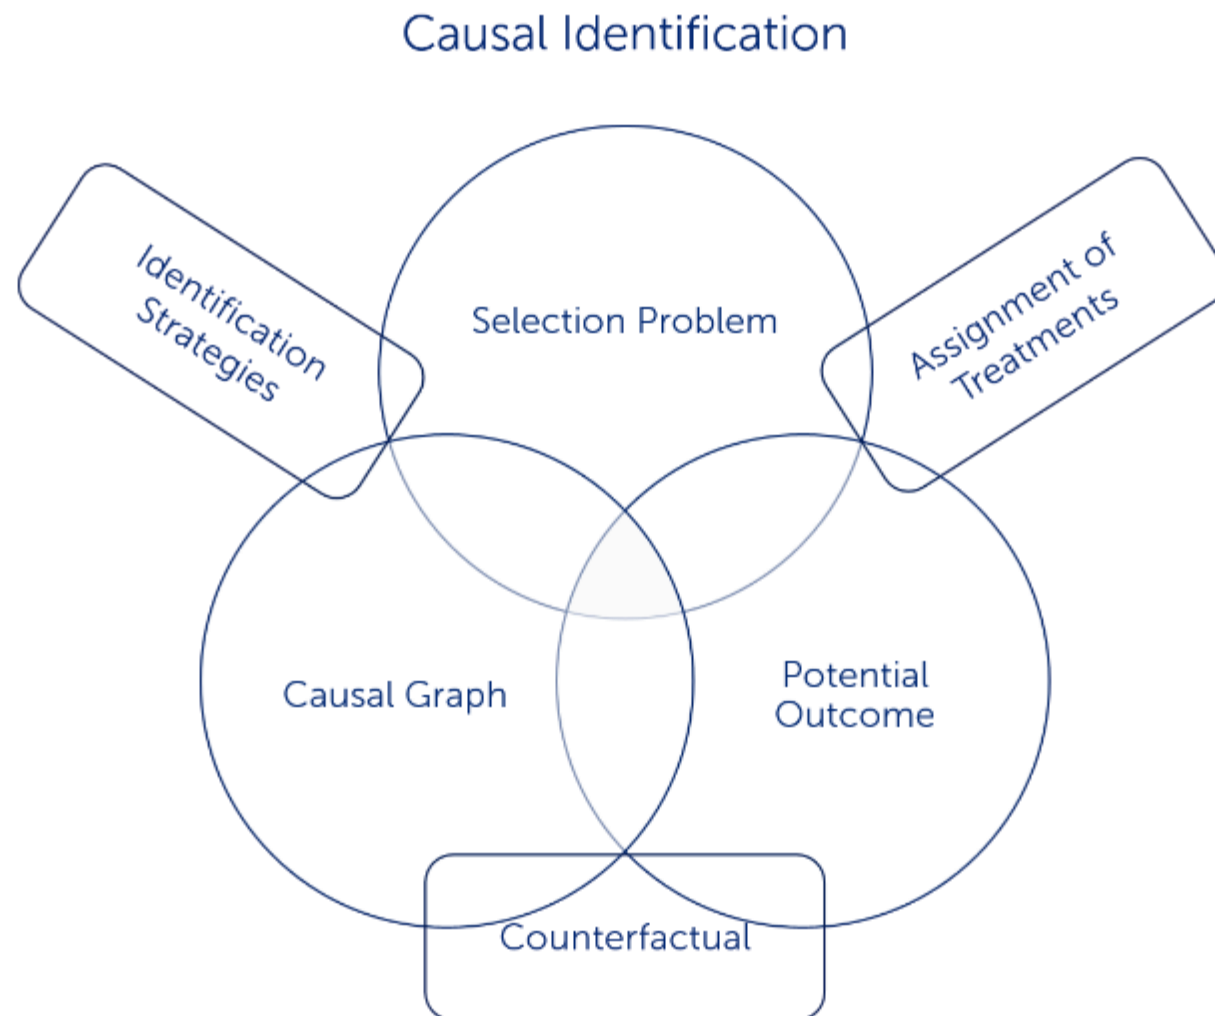 Causal Identification
Identification
Strategies
Selection Problem
Assignment of
Treatments
Causal Graph
Potential
Outcome
Counterfactual